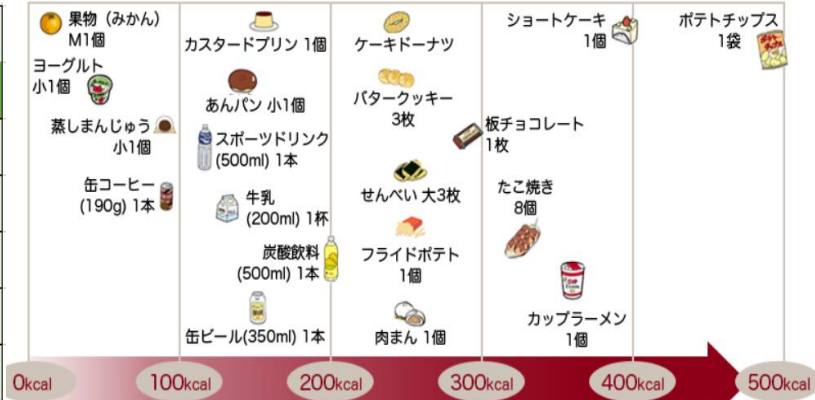 果物（みかん）
M1個
ヨーグルト
小1個
蒸しまんじゅう
小1個
缶コーヒー
(190g) 1本
カスタードプリン 1個
あんパン 小1個
スポーツドリンク
(500ml) 1本
牛乳
(200ml) 1杯
炭酸飲料
(500ml) 1本
缶ビール(350ml) 1本
ケーキドーナツ
バタークッキー
3枚
せんべい 大3枚
フライドポテト
1個
肉まん 1個
ショートケーキ
1個
板チョコレート
1枚
たこ焼き
8個
カップラーメン
1個
ポテトチップス
1袋
0kcal
100kcal
200kcal
300kcal
400kcal
500kcal